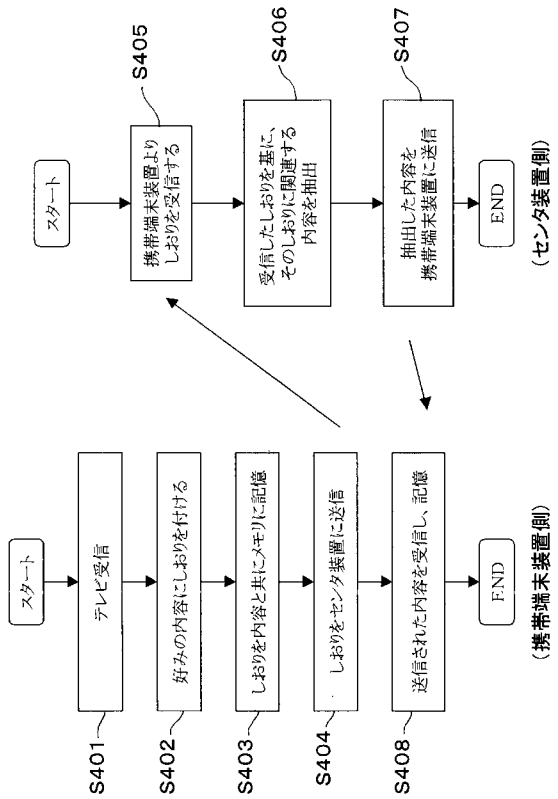 スタート
S401
テレビ受信
S402
好みの内容にしおりを付ける
S403
しおりを内容と共にメモリに記憶
S404
しおりをセンタ装置に送信
S408
送信された内容を受信し、記憶
END
(携帯端末装置側)
スタート
S405
携帯端末装置より
しおりを受信する
S406
受信したしおりを基に、
そのしおりに関連する
内容を抽出
S407
抽出した内容を
携帯端末装置に送信
END
(センタ装置側)